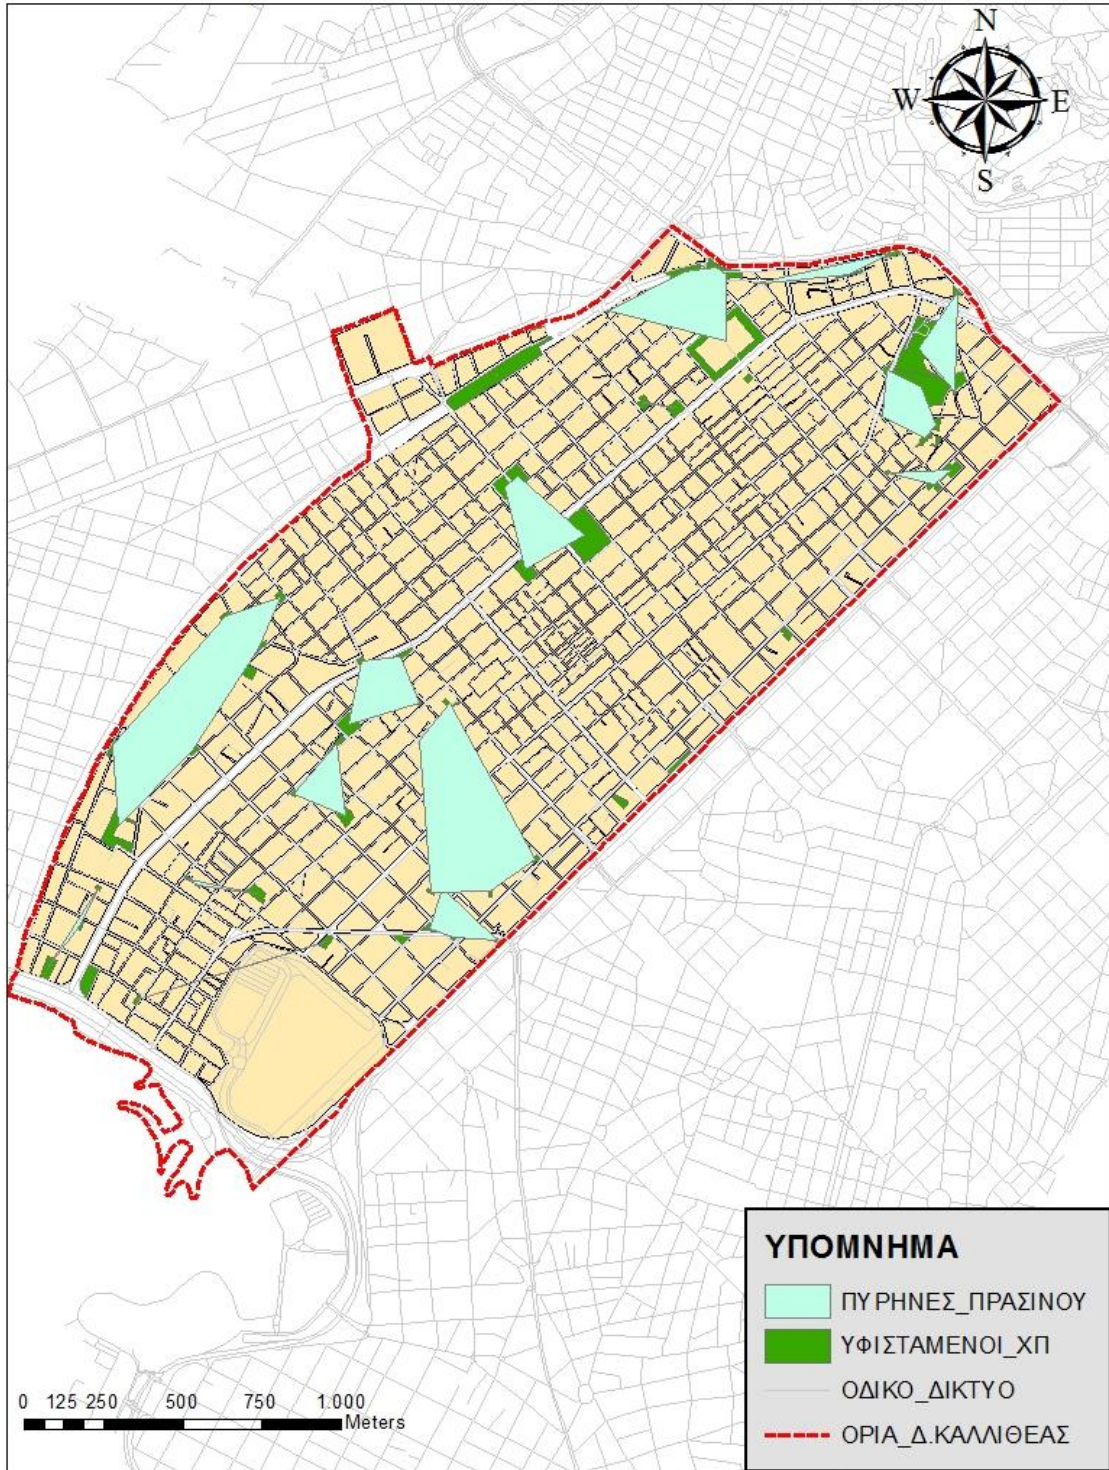 N
W E
S
ΥΠΟΜΝΗΜΑ
ΠΥΡΗΝΕΣ_ΠΡΑΣΙΝΟΥ
ΥΦΙΣΤΑΜΕΝΟΙ_ΧΠ
ΟΔΙΚΟ_ΔΙΚΤΥΟ
ΟΡΙΑ_Δ.ΚΑΛΛΙΘΕΑΣ
0 125 250 500 750 1.000
Meters